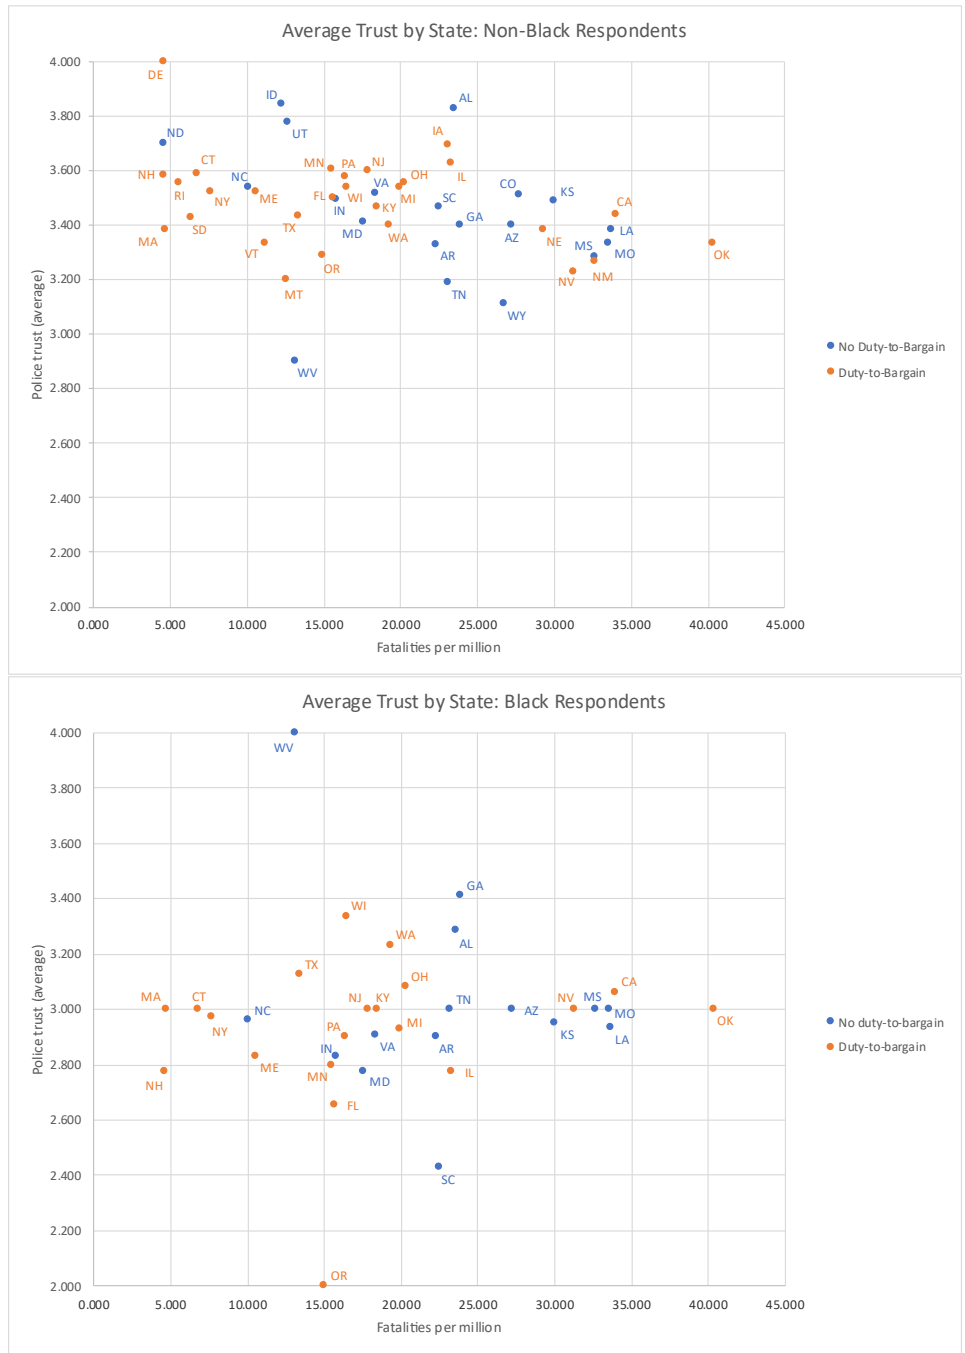 Average Trust by State: Non-Black Respondents
4.000
DE
ID
AL
3.800
UT
ND
IA
3.600
NH
CT
MN
PA
NJ
OH
IL
RI
NY
NC
ME
FL
WI
VA
MI
CO
KS
IN
KY
SC
CA
3.400
MA
SD
TX
MD
WA
GA
AZ
NE
LA
VT
OR
AR
MS
MO
OK
3.200
MT
TN
NV
NM
WY
3.000
WV
2.800
2.600
2.400
2.200
2.000
Police trust (average)
No Duty-to-Bargain
Duty-to-Bargain
0.000 5.000 10.000 15.000 20.000 25.000 30.000 35.000 40.000 45.000
Fatalities per million
Average Trust by State: Black Respondents
4.000
WV
3.800
3.600
3.400
GA
WI
AL
WA
3.200
TX
OH
CA
3.000
MA
CT
NY
NC
NJ
KY
TN
AZ
NV
MS
MO
OK
PA
MI
VA
AR
KS
LA
2.800
NH
ME
IN
MN
MD
IL
FL
2.600
2.400
SC
2.200
2.000
OR
Police trust (average)
No duty-to-bargain
Duty-to-bargain
0.000 5.000 10.000 15.000 20.000 25.000 30.000 35.000 40.000 45.000
Fatalities per million